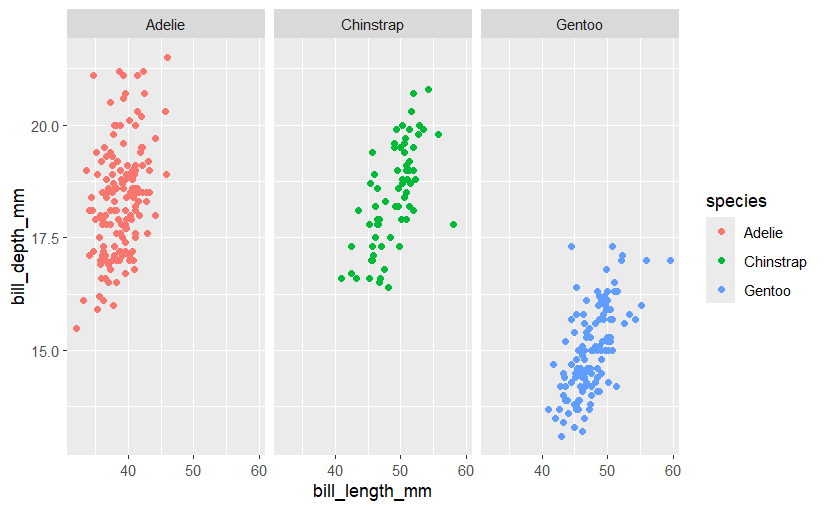 Adelie Chinstrap Gentoo
bill_depth_mm
20.0
17.5
15.0
40 50 60 40 50 60 40 50 60
bill_length_mm
species
Adelie
Chinstrap
Gentoo